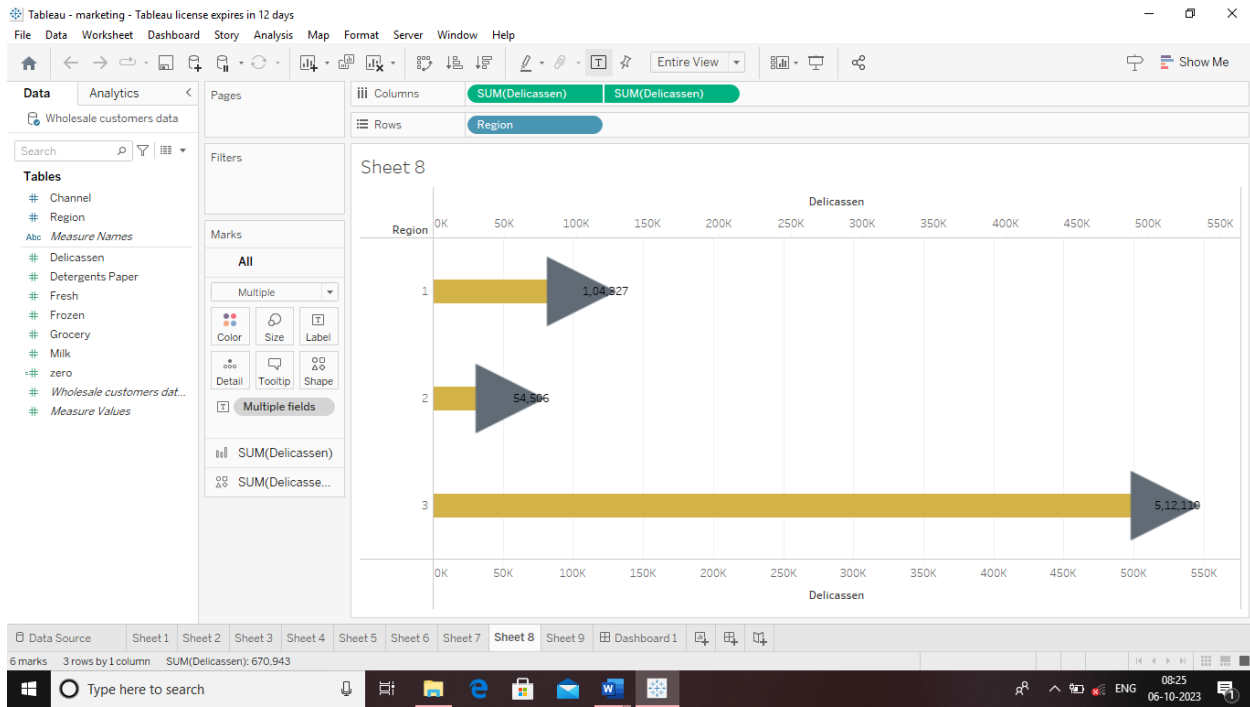 Tableau - marketing - Tableau license expires in 12 days
File Data Worksheet Dashboard Story Analysis Map Format Server Window Help
Entire View
Show Me
Data Analytics
Wholesale customers data
Search
Tables
# Channel
# Region
Abc Measure Names
# Delicassen
# Detergents Paper
# Fresh
# Frozen
# Grocery
# Milk
=# zero
# Wholesale customers dat...
# Measure Values
Pages
Filters
Marks
All
Multiple
Color Size Label
Detail Tooltip Shape
Multiple fields
SUM(Delicassen)
SUM(Delicasse...
Columns SUM(Delicassen) SUM(Delicassen)
Rows Region
Sheet 8
Delicassen
Region 0K 50K 100K 150K 200K 250K 300K 350K 400K 450K 500K 550K
1 1,04,327
2 54,506
3 5,12,110
0K 50K 100K 150K 200K 250K 300K 350K 400K 450K 500K 550K
Delicassen
Data Source Sheet 1 Sheet 2 Sheet 3 Sheet 4 Sheet 5 Sheet 6 Sheet 7 Sheet 8 Sheet 9 Dashboard 1
6 marks 3 rows by 1 column SUM(Delicassen): 670,943
Type here to search
ENG
08:25
06-10-2023
1